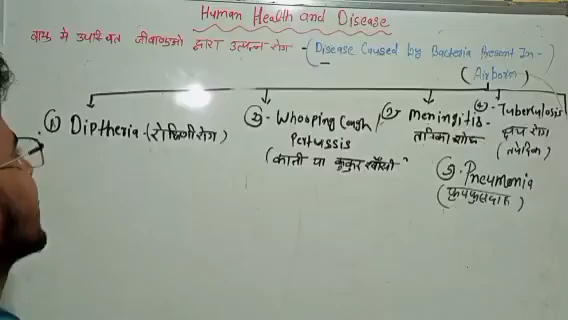 Human Health and Disease
वायु मे उपस्थित जीवाणुओ द्वारा उत्पन्न रोग - (Disease Caused by Bacteria Present In -
(Airborn)
① Diptheria - (रोहिणी रोग)
② - Whooping Cough /
Pertussis
(काली या कुकुर खाँसी
③ meningitis -
तानिका शोथ
④ - Tuberculosis
क्षय रोग
(तपेदिक)
⑤ - Pneumonia
(फुफ्फुसदाह)